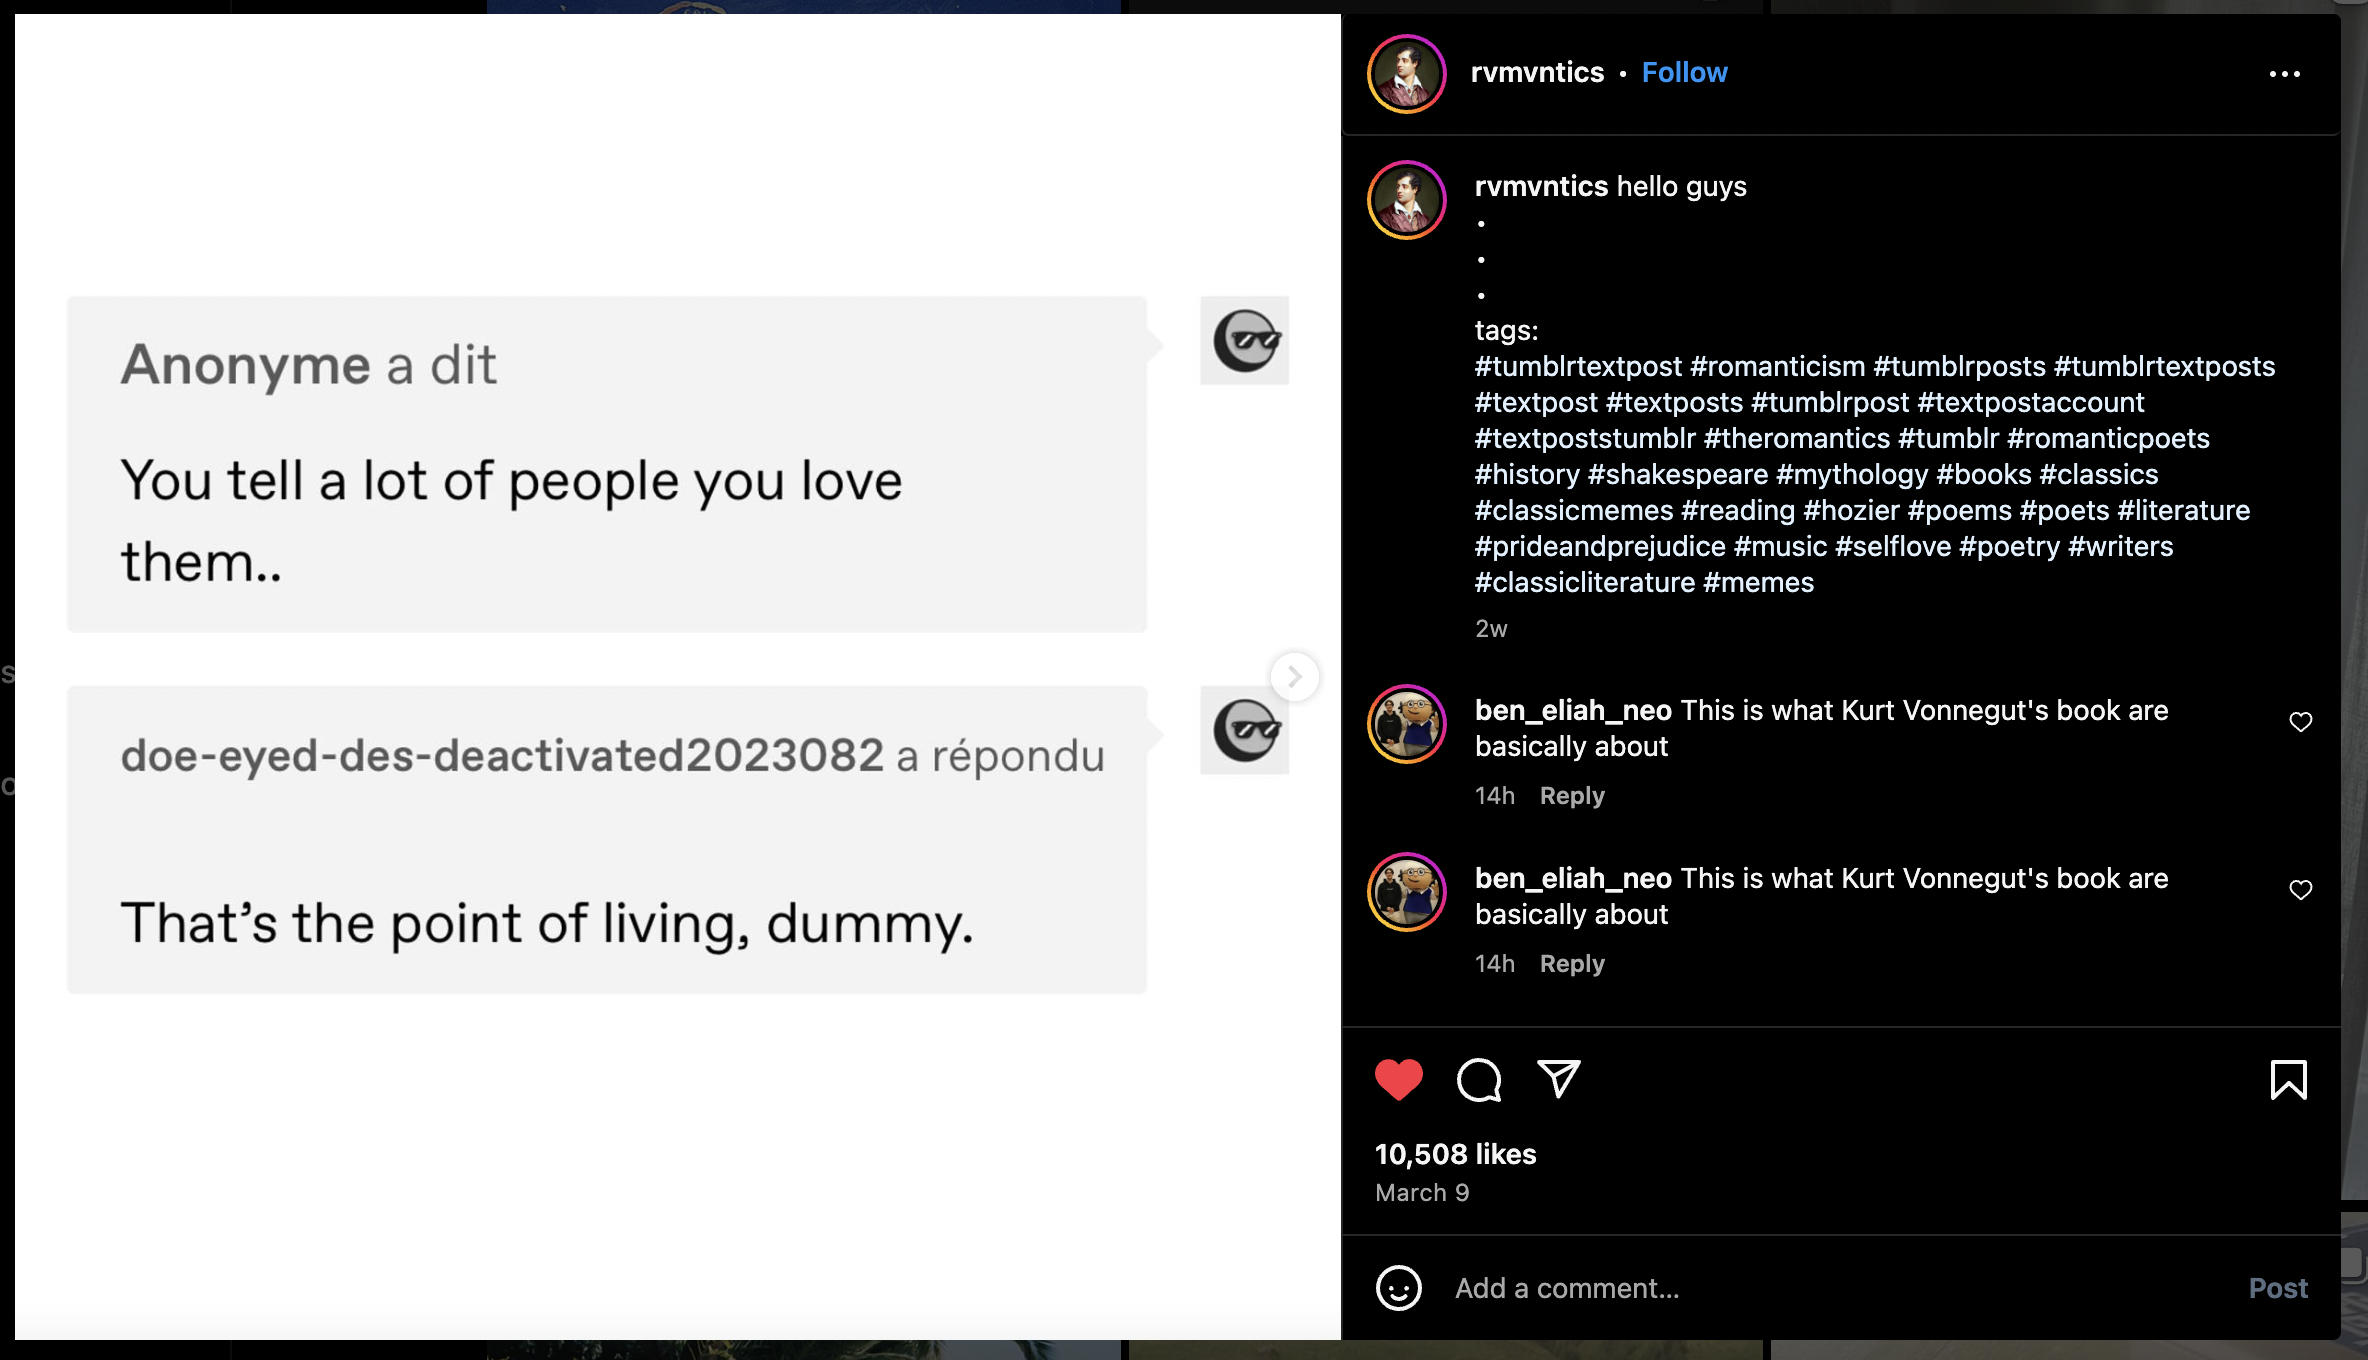 Anonyme a dit
You tell a lot of people you love
them..
doe-eyed-des-deactivated2023082 a répondu
That’s the point of living, dummy.
rvmvntics • Follow
rvmvntics hello guys
.
.
.
tags:
#tumblrtextpost #romanticism #tumblrposts #tumblrtextposts
#textpost #textposts #tumblrpost #textpostaccount
#textpoststumblr #theromantics #tumblr #romanticpoets
#history #shakespeare #mythology #books #classics
#classicmemes #reading #hozier #poems #poets #literature
#prideandprejudice #music #selflove #poetry #writers
#classicliterature #memes
2w
ben_eliah_neo This is what Kurt Vonnegut's book are
basically about
14h Reply
ben_eliah_neo This is what Kurt Vonnegut's book are
basically about
14h Reply
10,508 likes
March 9
Add a comment...
Post